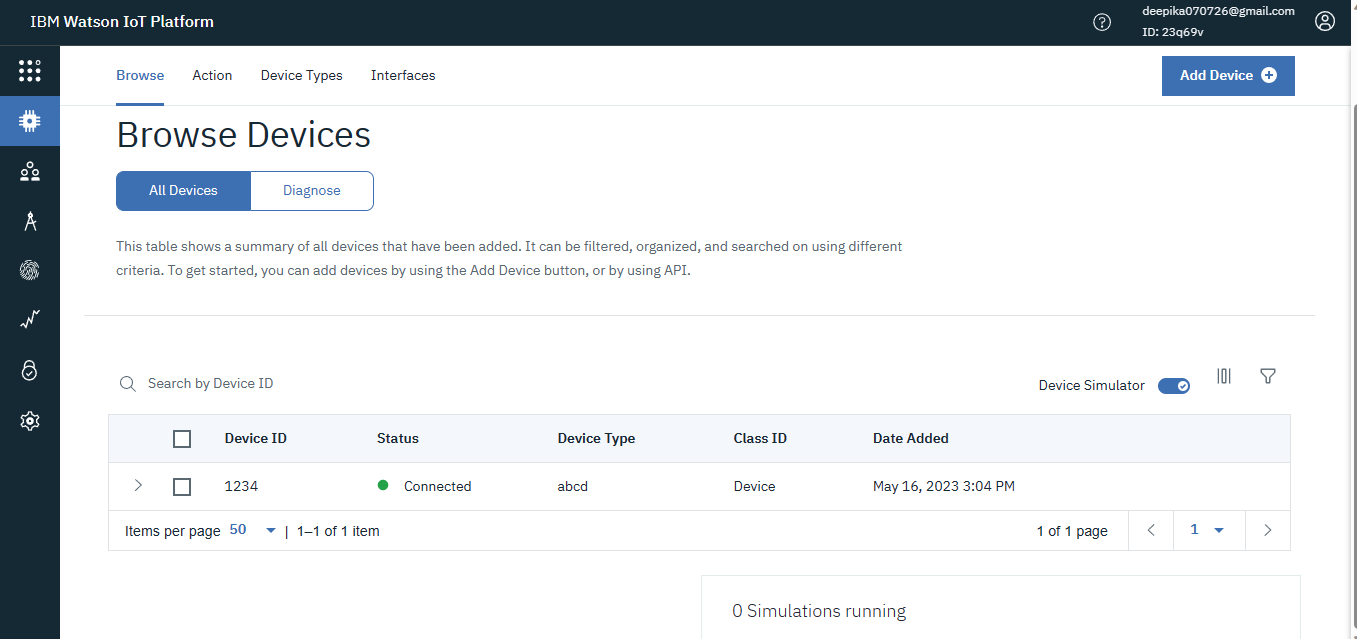 IBM Watson IoT Platform
deepika070726@gmail.com
ID: 23q69v
Browse Action Device Types Interfaces
Add Device
Browse Devices
All Devices Diagnose
This table shows a summary of all devices that have been added. It can be filtered, organized, and searched on using different
criteria. To get started, you can add devices by using the Add Device button, or by using API.
Search by Device ID
Device Simulator
Device ID Status Device Type Class ID Date Added
1234 Connected abcd Device May 16, 2023 3:04 PM
Items per page 50 | 1–1 of 1 item 1 of 1 page 1
0 Simulations running